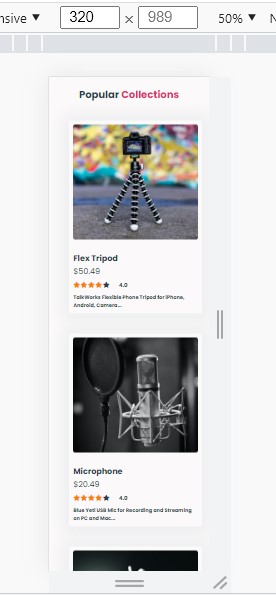 nsive ▼ 320 × 989 50% ▼ N
Popular Collections
Flex Tripod
$50.49
4.0
TalkWorks Flexible Phone Tripod for iPhone,
Android, Camera...
Microphone
$20.49
4.0
Blue Yeti USB Mic for Recording and Streaming
on PC and Mac...